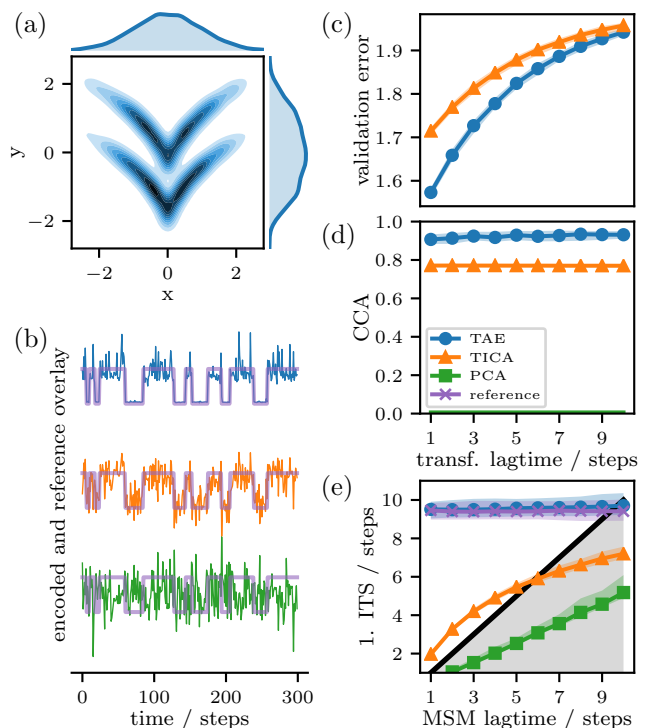 (a)
2
0
−2
y
−2
0
2
x
(b)
encoded and reference overlay
0
100
200
300
time / steps
(c)
1.9
1.8
1.7
1.6
validation error
(d)
1.0
0.8
0.6
0.4
0.2
0.0
CCA
TAE
TICA
PCA
reference
1
3
5
7
9
transf. lagtime / steps
(e)
10
8
6
4
2
1. ITS / steps
1
3
5
7
9
MSM lagtime / steps